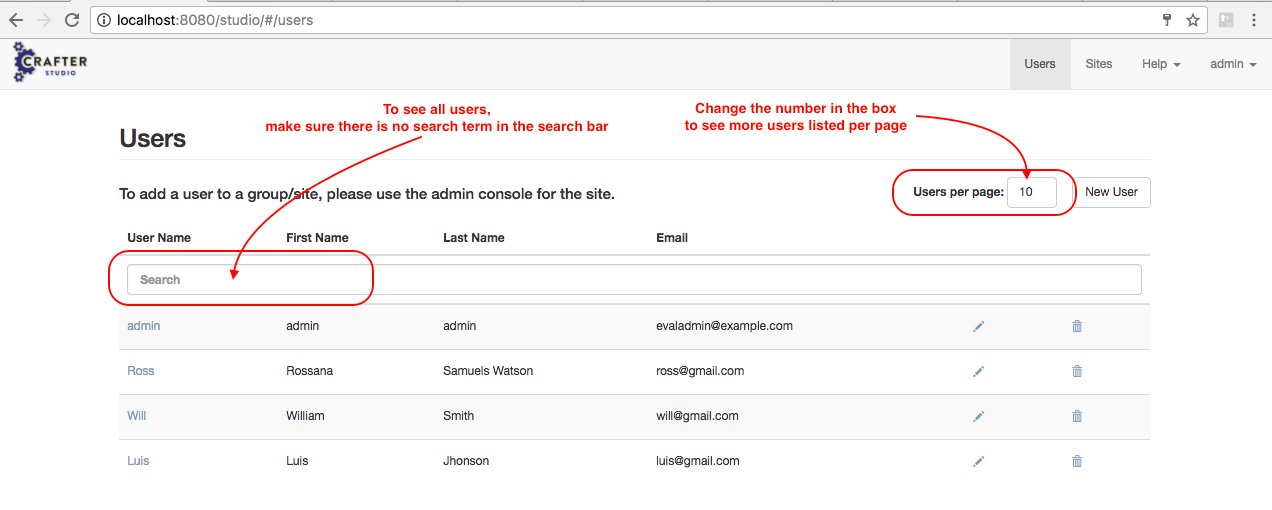 localhost:8080/studio/#/users
CRAFTER
STUDIO
Users
Sites
Help
admin
To see all users,
make sure there is no search term in the search bar
Change the number in the box
to see more users listed per page
Users
To add a user to a group/site, please use the admin console for the site.
Users per page: 10
New User
User Name First Name Last Name Email
Search
admin admin admin evaladmin@example.com
Ross Rossana Samuels Watson ross@gmail.com
Will William Smith will@gmail.com
Luis Luis Jhonson luis@gmail.com